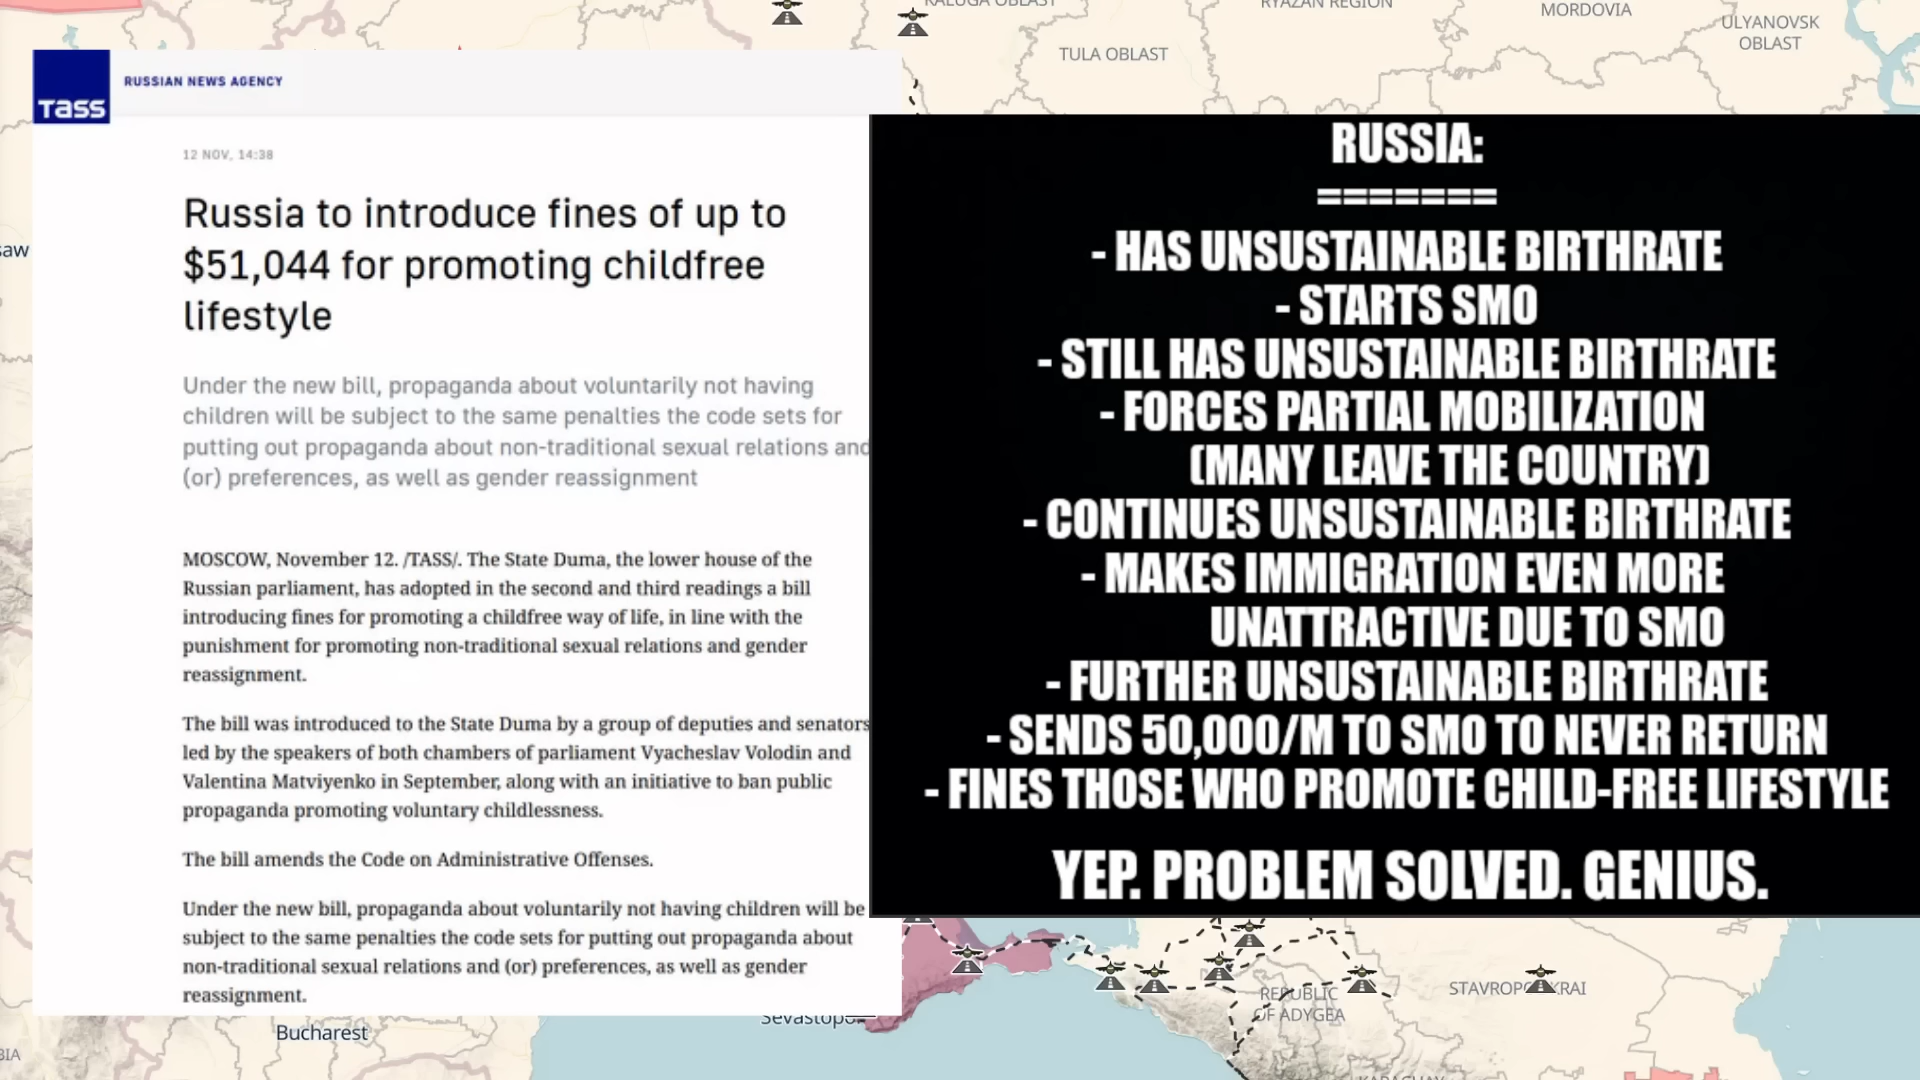 KALUGA OBLAST
RYAZAN REGION
MORDOVIA
ULYANOVSK
OBLAST
TULA OBLAST
TASS
RUSSIAN NEWS AGENCY
12 NOV, 14:38
Russia to introduce fines of up to
$51,044 for promoting childfree
lifestyle
Under the new bill, propaganda about voluntarily not having
children will be subject to the same penalties the code sets for
putting out propaganda about non-traditional sexual relations and
(or) preferences, as well as gender reassignment
MOSCOW, November 12. /TASS/. The State Duma, the lower house of the
Russian parliament, has adopted in the second and third readings a bill
introducing fines for promoting a childfree way of life, in line with the
punishment for promoting non-traditional sexual relations and gender
reassignment.
The bill was introduced to the State Duma by a group of deputies and senators
led by the speakers of both chambers of parliament Vyacheslav Volodin and
Valentina Matviyenko in September, along with an initiative to ban public
propaganda promoting voluntary childlessness.
The bill amends the Code on Administrative Offenses.
Under the new bill, propaganda about voluntarily not having children will be
subject to the same penalties the code sets for putting out propaganda about
non-traditional sexual relations and (or) preferences, as well as gender
reassignment.
RUSSIA:
=======
- HAS UNSUSTAINABLE BIRTHRATE
- STARTS SMO
- STILL HAS UNSUSTAINABLE BIRTHRATE
- FORCES PARTIAL MOBILIZATION
(MANY LEAVE THE COUNTRY)
- CONTINUES UNSUSTAINABLE BIRTHRATE
- MAKES IMMIGRATION EVEN MORE
UNATTRACTIVE DUE TO SMO
- FURTHER UNSUSTAINABLE BIRTHRATE
- SENDS 50,000/M TO SMO TO NEVER RETURN
- FINES THOSE WHO PROMOTE CHILD-FREE LIFESTYLE
YEP. PROBLEM SOLVED. GENIUS.
saw
REPUBLIC
OF ADYGEA
STAVROPOL KRAI
Sevastopol
Bucharest
BIA